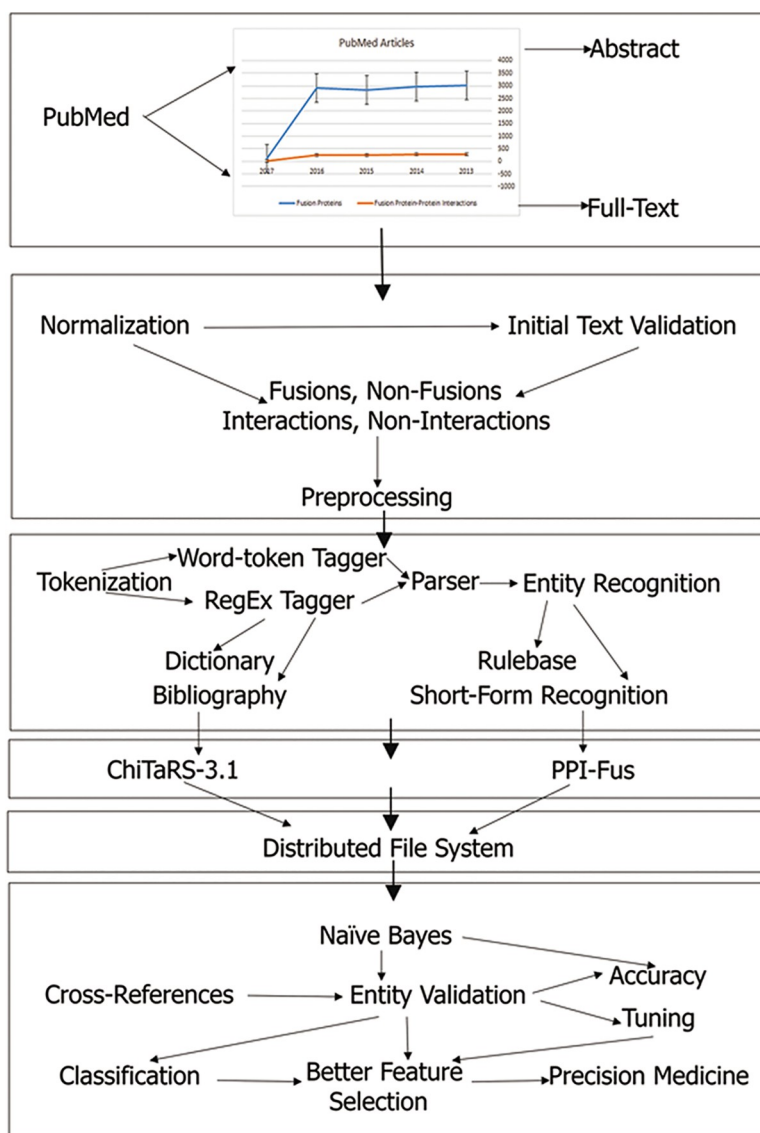 PubMed Articles
4000
3500
3000
2500
2000
1500
1000
500
0
-500
-1000
2017 2016 2015 2014 2013
Fusion Proteins Fusion Protein-Protein Interactions
PubMed
Abstract
Full-Text
Normalization
Initial Text Validation
Fusions, Non-Fusions
Interactions, Non-Interactions
Preprocessing
Tokenization
Word-token Tagger
RegEx Tagger
Parser
Entity Recognition
Dictionary
Bibliography
Rulebase
Short-Form Recognition
ChiTaRS-3.1
PPI-Fus
Distributed File System
Naïve Bayes
Cross-References
Entity Validation
Accuracy
Tuning
Classification
Better Feature
Selection
Precision Medicine